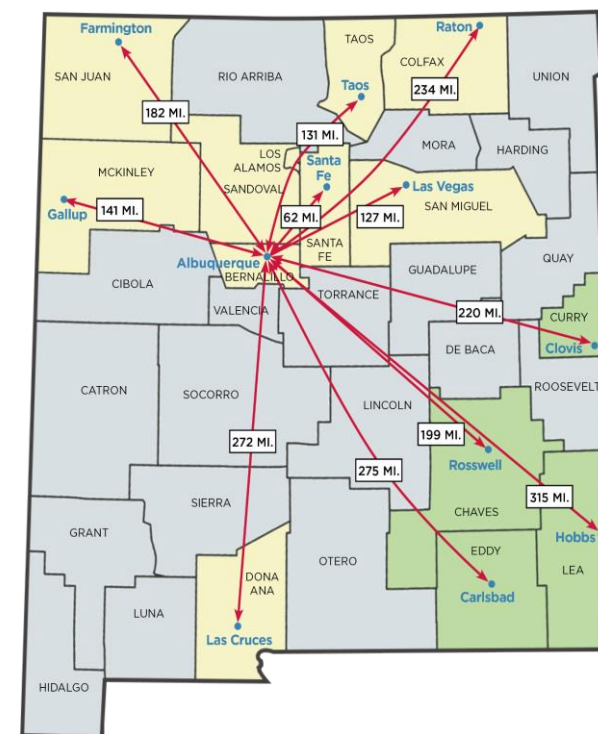 Farmington
TAOS
Raton
SAN JUAN
RIO ARRIBA
COLFAX
UNION
Taos
234 MI.
182 MI.
131 MI.
MORA
HARDING
LOS
ALAMOS
Santa
Fe
MCKINLEY
SANDOVAL
Las Vegas
Gallup
141 MI.
62 MI.
127 MI.
SAN MIGUEL
SANTA
FE
Albuquerque
BERNALILLO
CIBOLA
GUADALUPE
QUAY
VALENCIA
TORRANCE
220 MI.
CURRY
Clovis
DE BACA
CATRON
SOCORRO
LINCOLN
ROOSEVELT
272 MI.
199 MI.
Rosswell
275 MI.
315 MI.
SIERRA
CHAVES
GRANT
Hobbs
EDDY
OTERO
LEA
DONA
ANA
LUNA
Carlsbad
Las Cruces
HIDALGO